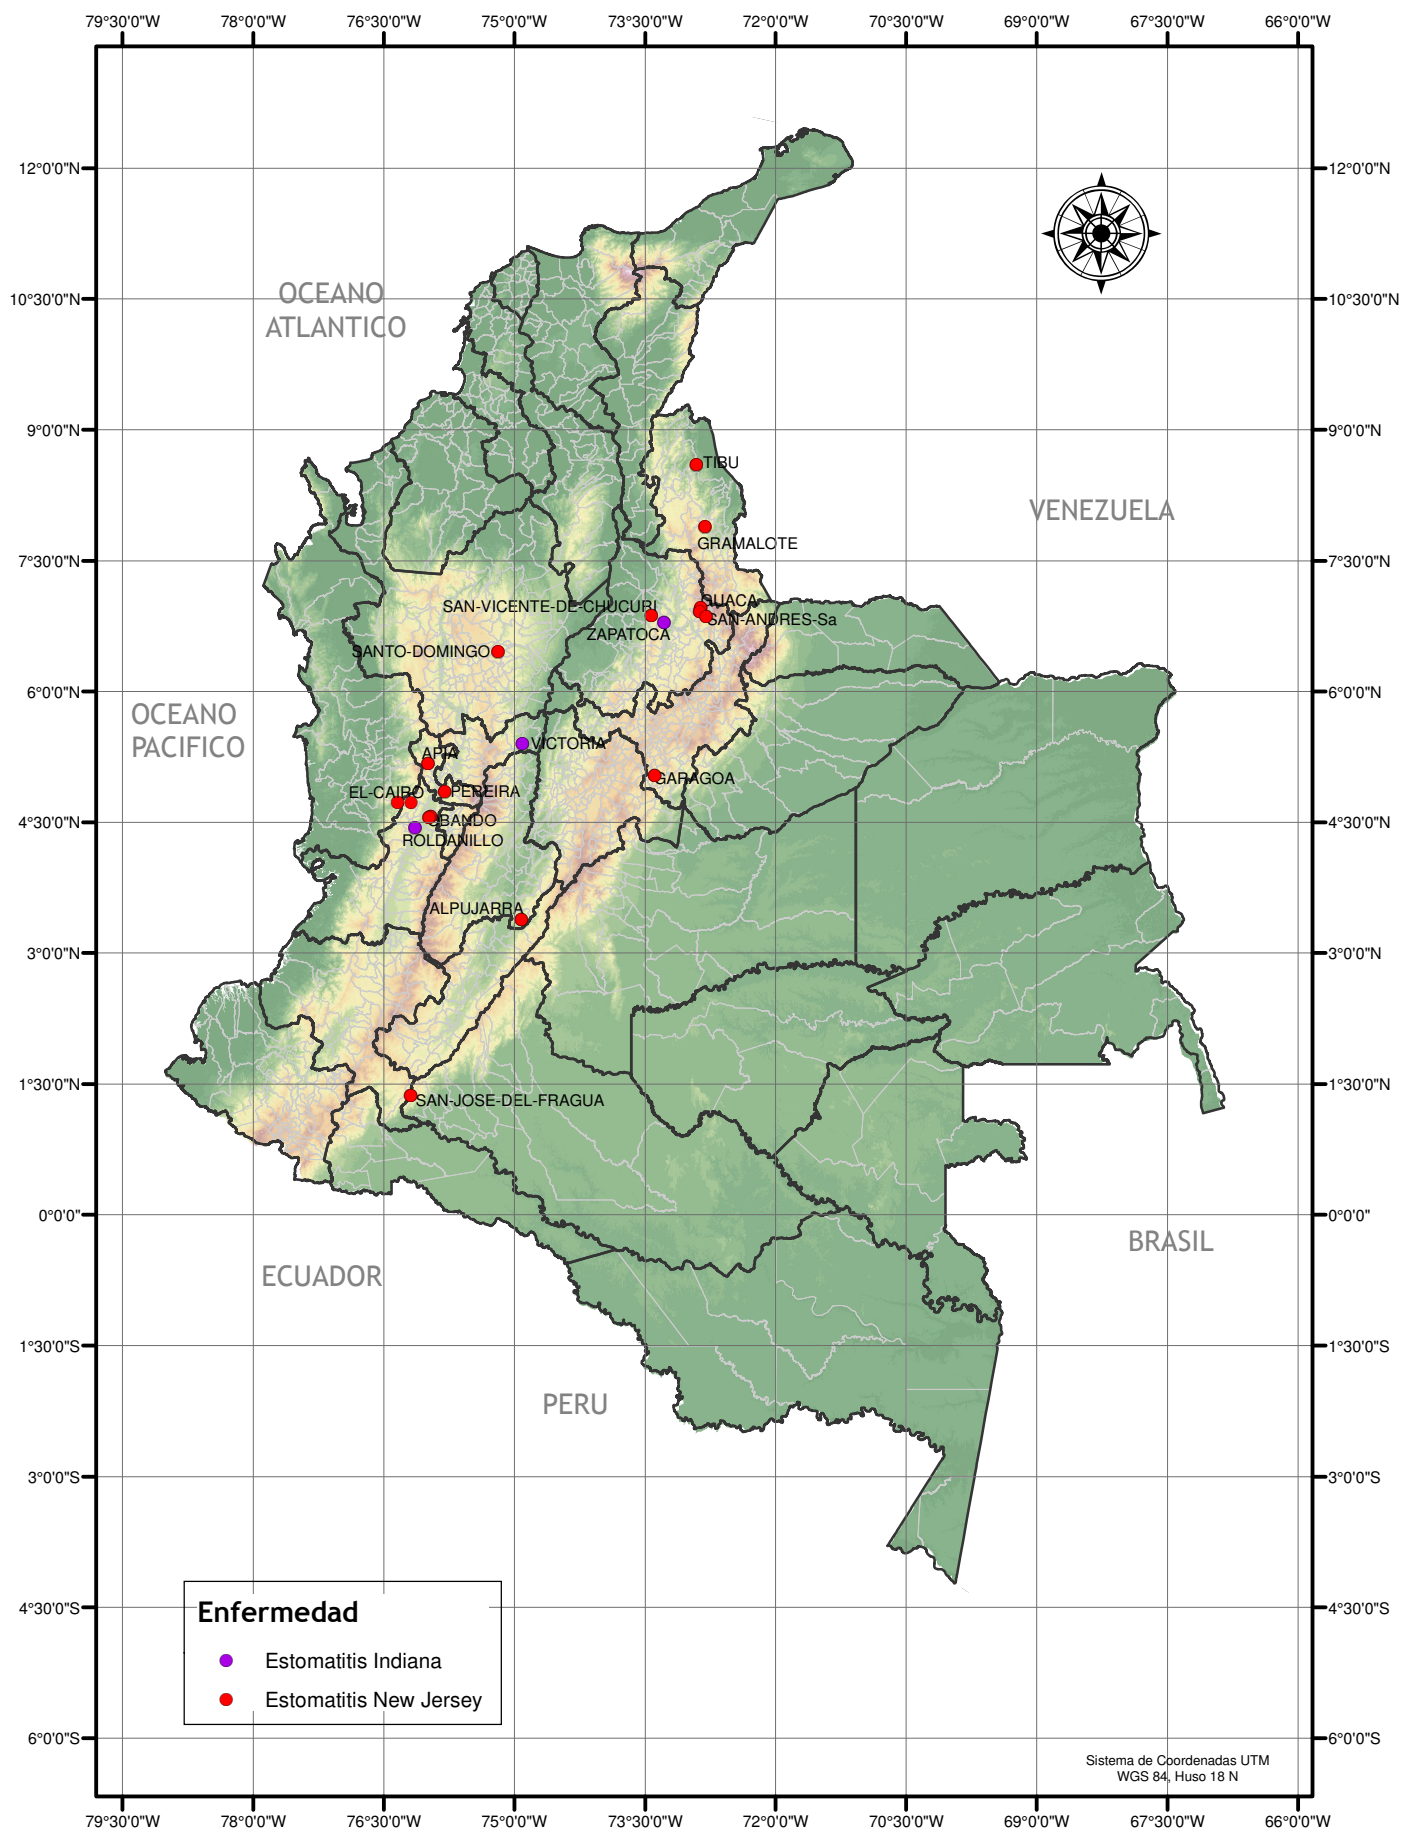 79°30'0"W 78°0'0"W 76°30'0"W 75°0'0"W 73°30'0"W 72°0'0"W 70°30'0"W 69°0'0"W 67°30'0"W 66°0'0"W
12°0'0"N 12°0'0"N
OCEANO
ATLANTICO
10°30'0"N 10°30'0"N
9°0'0"N 9°0'0"N
TIBU
VENEZUELA
GRAMALOTE
7°30'0"N 7°30'0"N
GUACA
SAN-VICENTE-DE-CHUCURI
SAN-ANDRES-Sa
ZAPATOCA
SANTO-DOMINGO
6°0'0"N 6°0'0"N
OCEANO
PACIFICO
VICTORIA
APIA
GARAGOA
EL-CAIRO PEREIRA
OBANDO
4°30'0"N 4°30'0"N
ROLDANILLO
ALPUJARRA
3°0'0"N 3°0'0"N
1°30'0"N 1°30'0"N
SAN-JOSE-DEL-FRAGUA
0°0'0" 0°0'0"
BRASIL
ECUADOR
1°30'0"S 1°30'0"S
PERU
3°0'0"S 3°0'0"S
4°30'0"S 4°30'0"S
Enfermedad
Estomatitis Indiana
Estomatitis New Jersey
6°0'0"S 6°0'0"S
Sistema de Coordenadas UTM
WGS 84, Huso 18 N
79°30'0"W 78°0'0"W 76°30'0"W 75°0'0"W 73°30'0"W 72°0'0"W 70°30'0"W 69°0'0"W 67°30'0"W 66°0'0"W